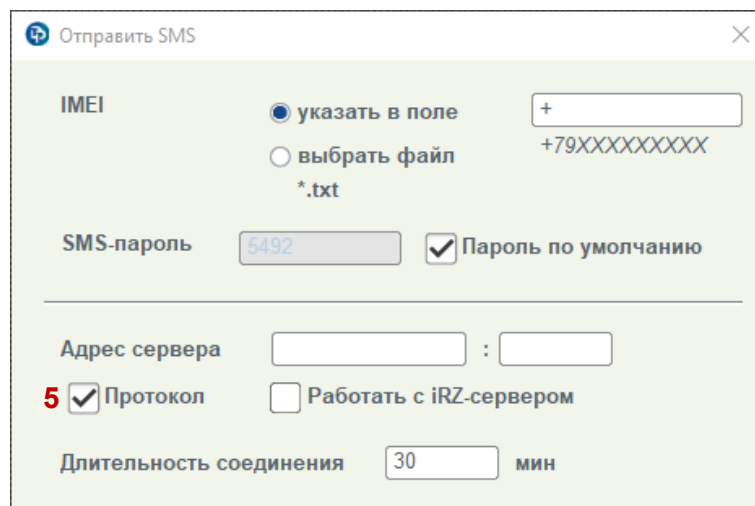 Отправить SMS
IMEI
указать в поле
+
выбрать файл
+79XXXXXXXXX
*.txt
SMS-пароль
5492
Пароль по умолчанию
Адрес сервера :
5 Протокол
Работать с iRZ-сервером
Длительность соединения 30 мин